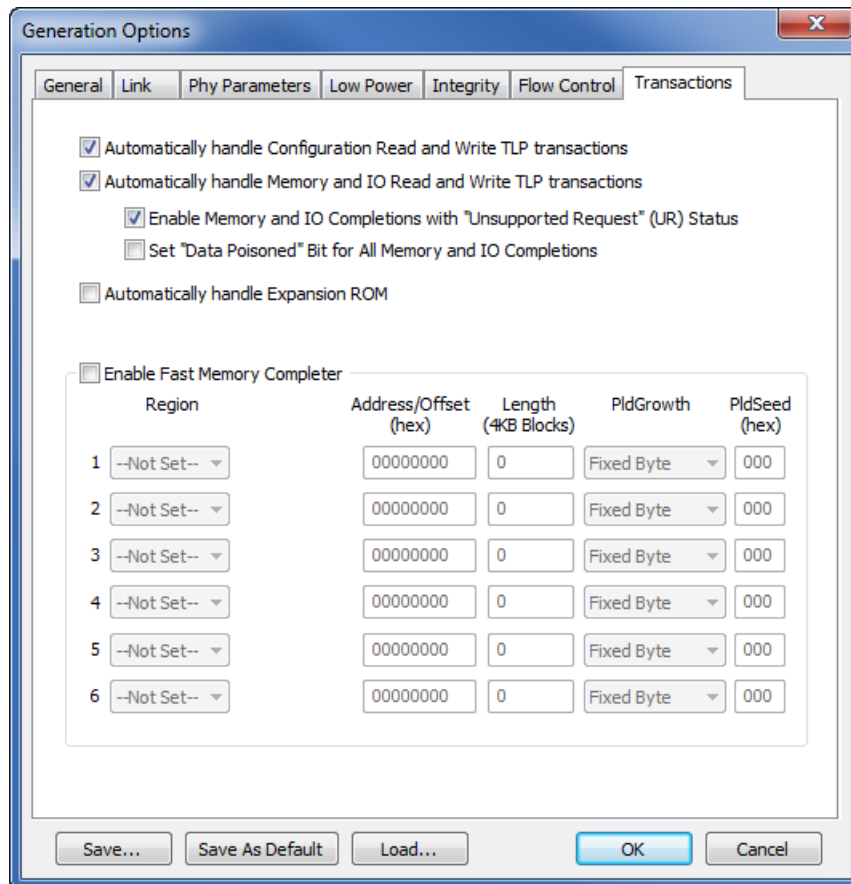 Generation Options
General Link Phy Parameters Low Power Integrity Flow Control Transactions
Automatically handle Configuration Read and Write TLP transactions
Automatically handle Memory and IO Read and Write TLP transactions
Enable Memory and IO Completions with "Unsupported Request" (UR) Status
Set "Data Poisoned" Bit for All Memory and IO Completions
Automatically handle Expansion ROM
Enable Fast Memory Completer
Region Address/Offset Length PldGrowth PldSeed
(hex) (4KB Blocks) (hex)
1 --Not Set-- 00000000 0 Fixed Byte 000
2 --Not Set-- 00000000 0 Fixed Byte 000
3 --Not Set-- 00000000 0 Fixed Byte 000
4 --Not Set-- 00000000 0 Fixed Byte 000
5 --Not Set-- 00000000 0 Fixed Byte 000
6 --Not Set-- 00000000 0 Fixed Byte 000
Save... Save As Default Load... OK Cancel